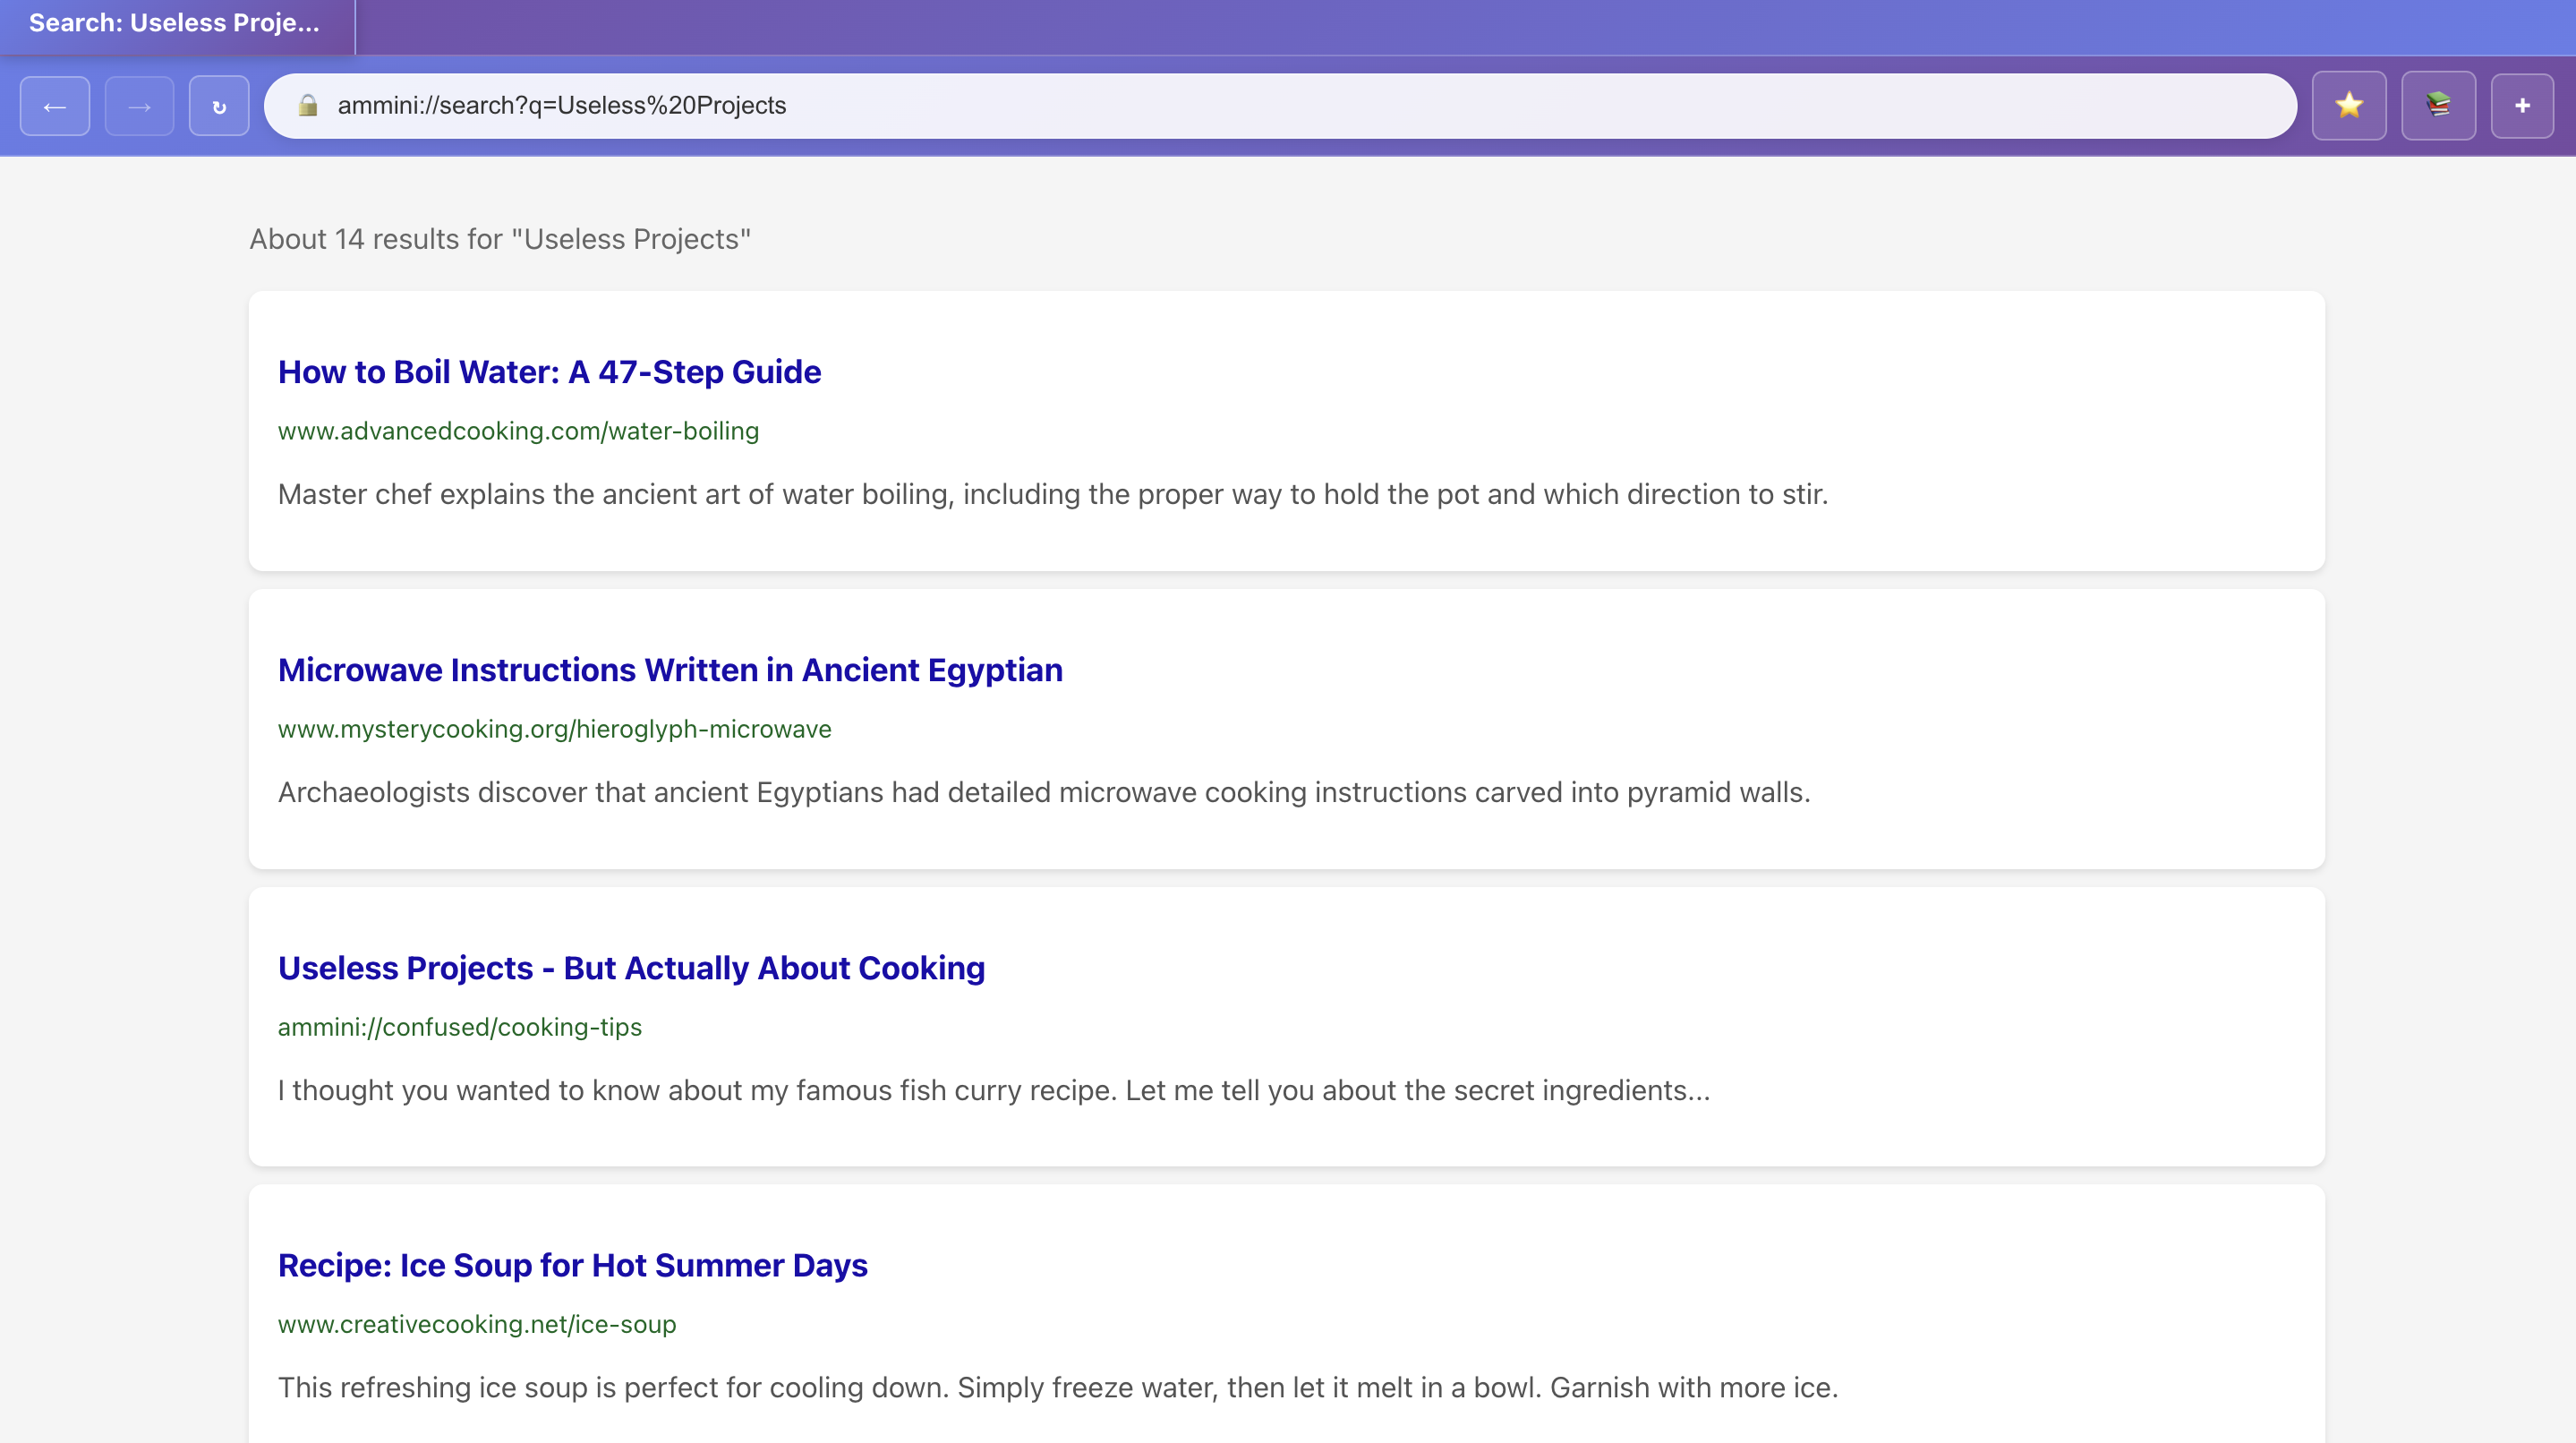 Search: Useless Proje...
ammini://search?q=Useless%20Projects
About 14 results for "Useless Projects"
How to Boil Water: A 47-Step Guide
www.advancedcooking.com/water-boiling
Master chef explains the ancient art of water boiling, including the proper way to hold the pot and which direction to stir.
Microwave Instructions Written in Ancient Egyptian
www.mysterycooking.org/hieroglyph-microwave
Archaeologists discover that ancient Egyptians had detailed microwave cooking instructions carved into pyramid walls.
Useless Projects - But Actually About Cooking
ammini://confused/cooking-tips
I thought you wanted to know about my famous fish curry recipe. Let me tell you about the secret ingredients...
Recipe: Ice Soup for Hot Summer Days
www.creativecooking.net/ice-soup
This refreshing ice soup is perfect for cooling down. Simply freeze water, then let it melt in a bowl. Garnish with more ice.